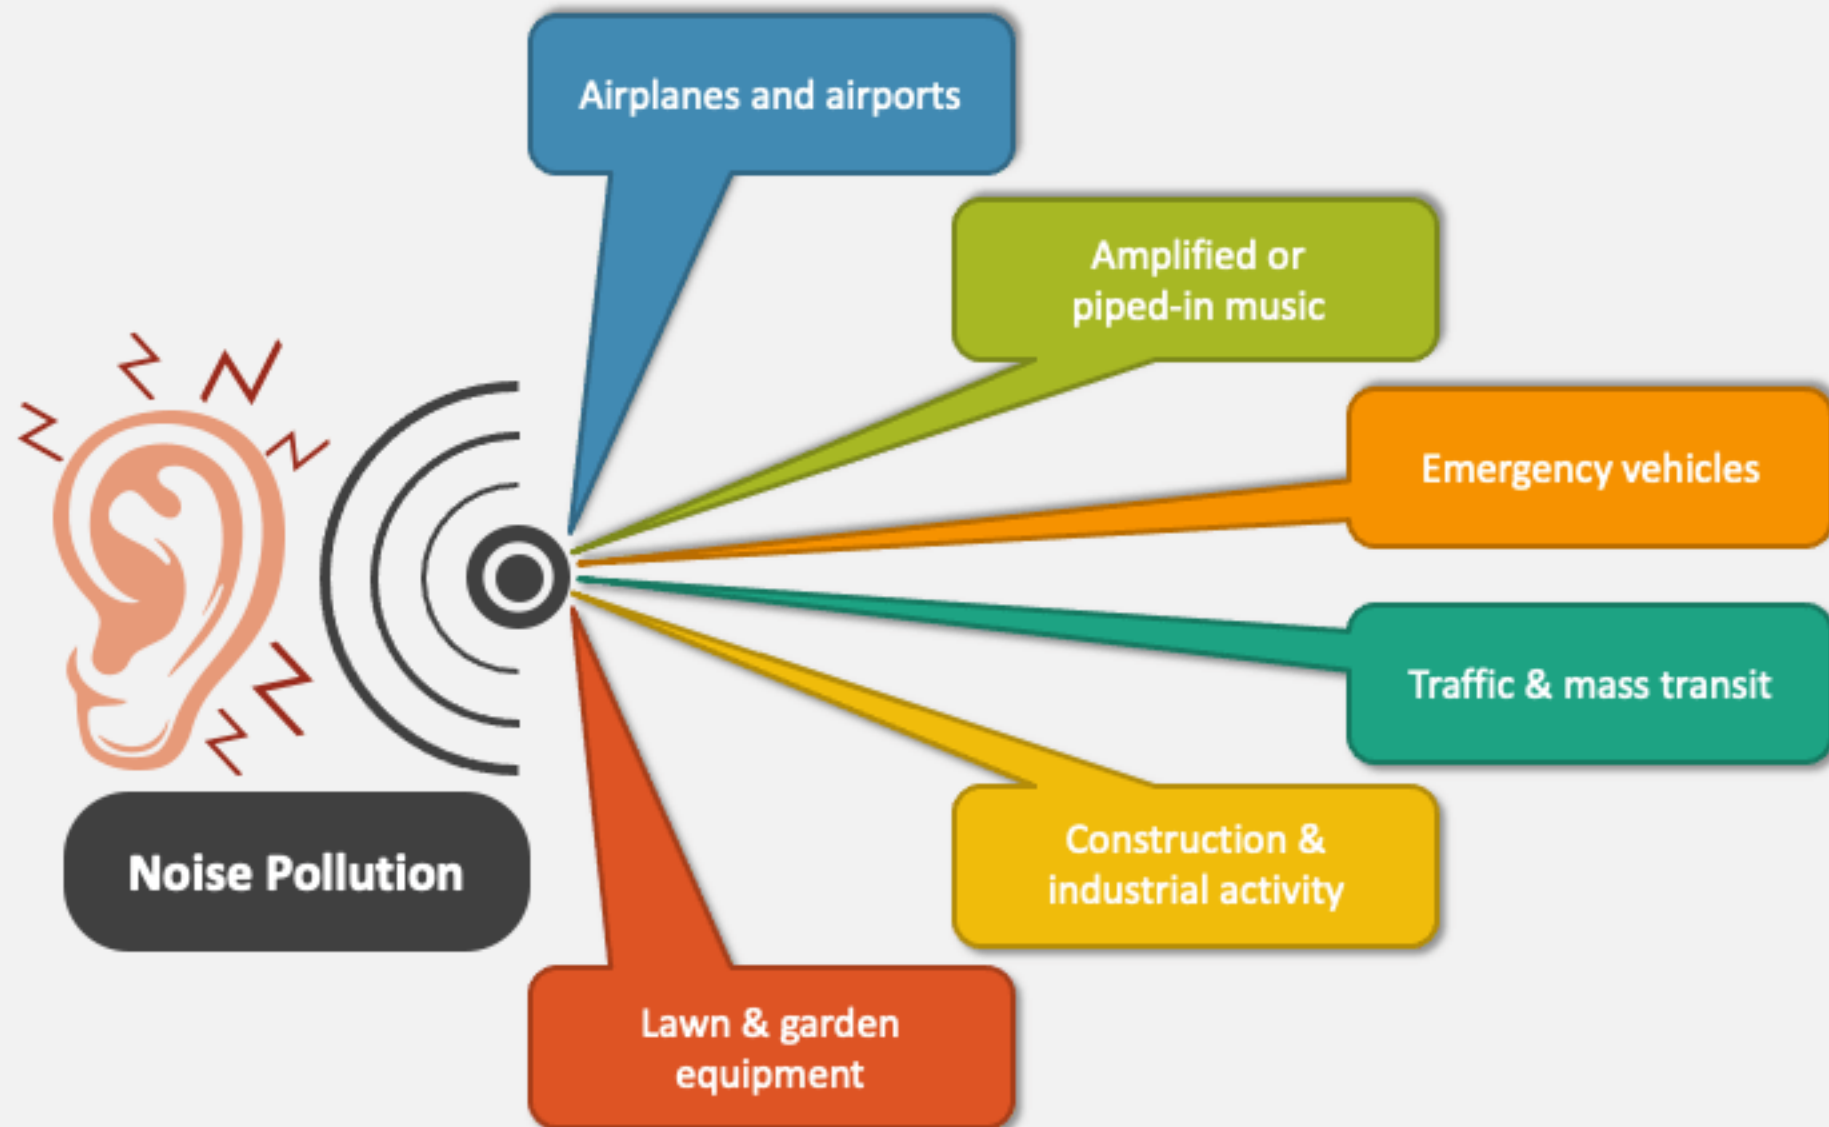 Airplanes and airports
Amplified or
piped-in music
Emergency vehicles
Traffic & mass transit
Construction &
industrial activity
Noise Pollution
Lawn & garden
equipment